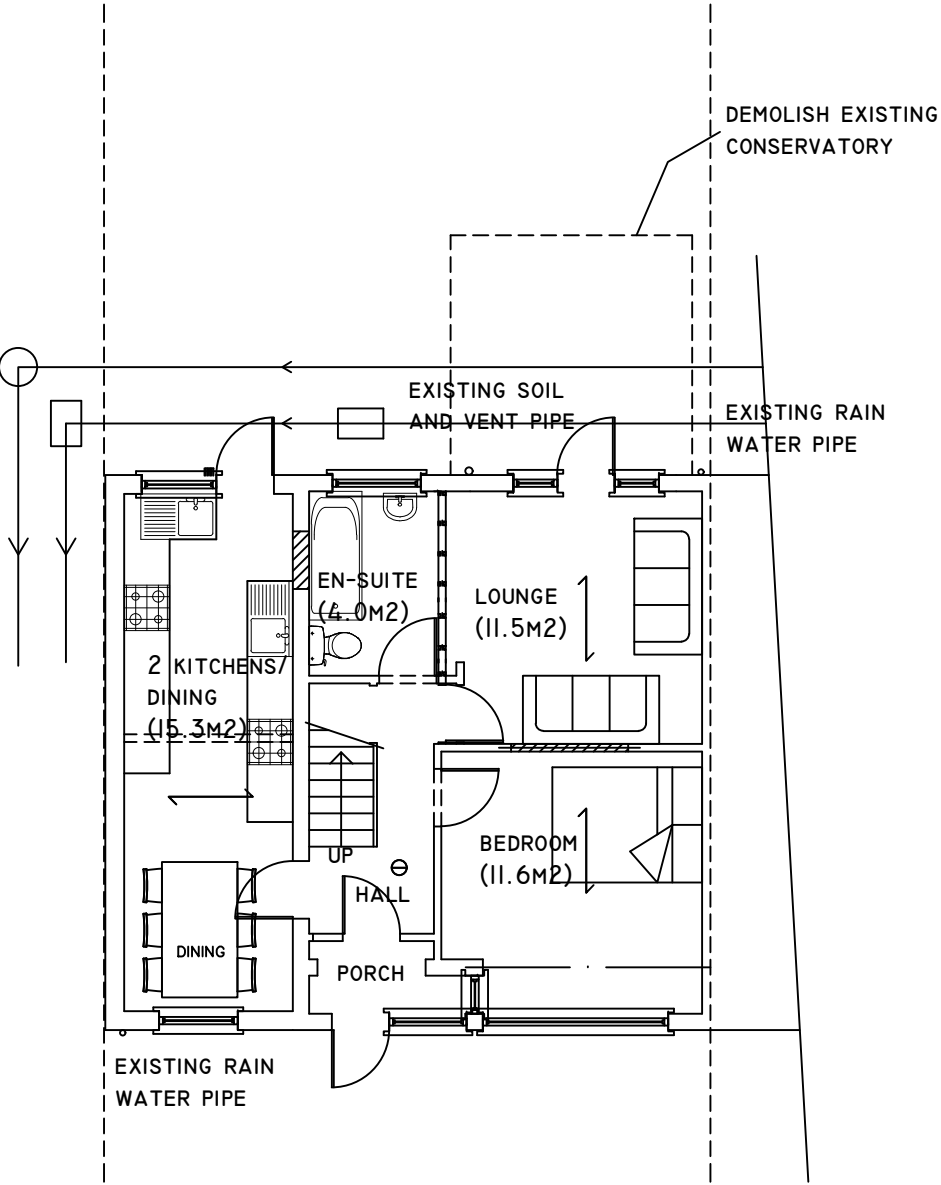 DEMOLISH EXISTING
CONSERVATORY
EXISTING SOIL
AND VENT PIPE
EXISTING RAIN
WATER PIPE
EN-SUITE
(4.0M2)
LOUNGE
(11.5M2)
2 KITCHENS/
DINING
(15.3M2)
UP
BEDROOM
(11.6M2)
HALL
DINING
PORCH
EXISTING RAIN
WATER PIPE